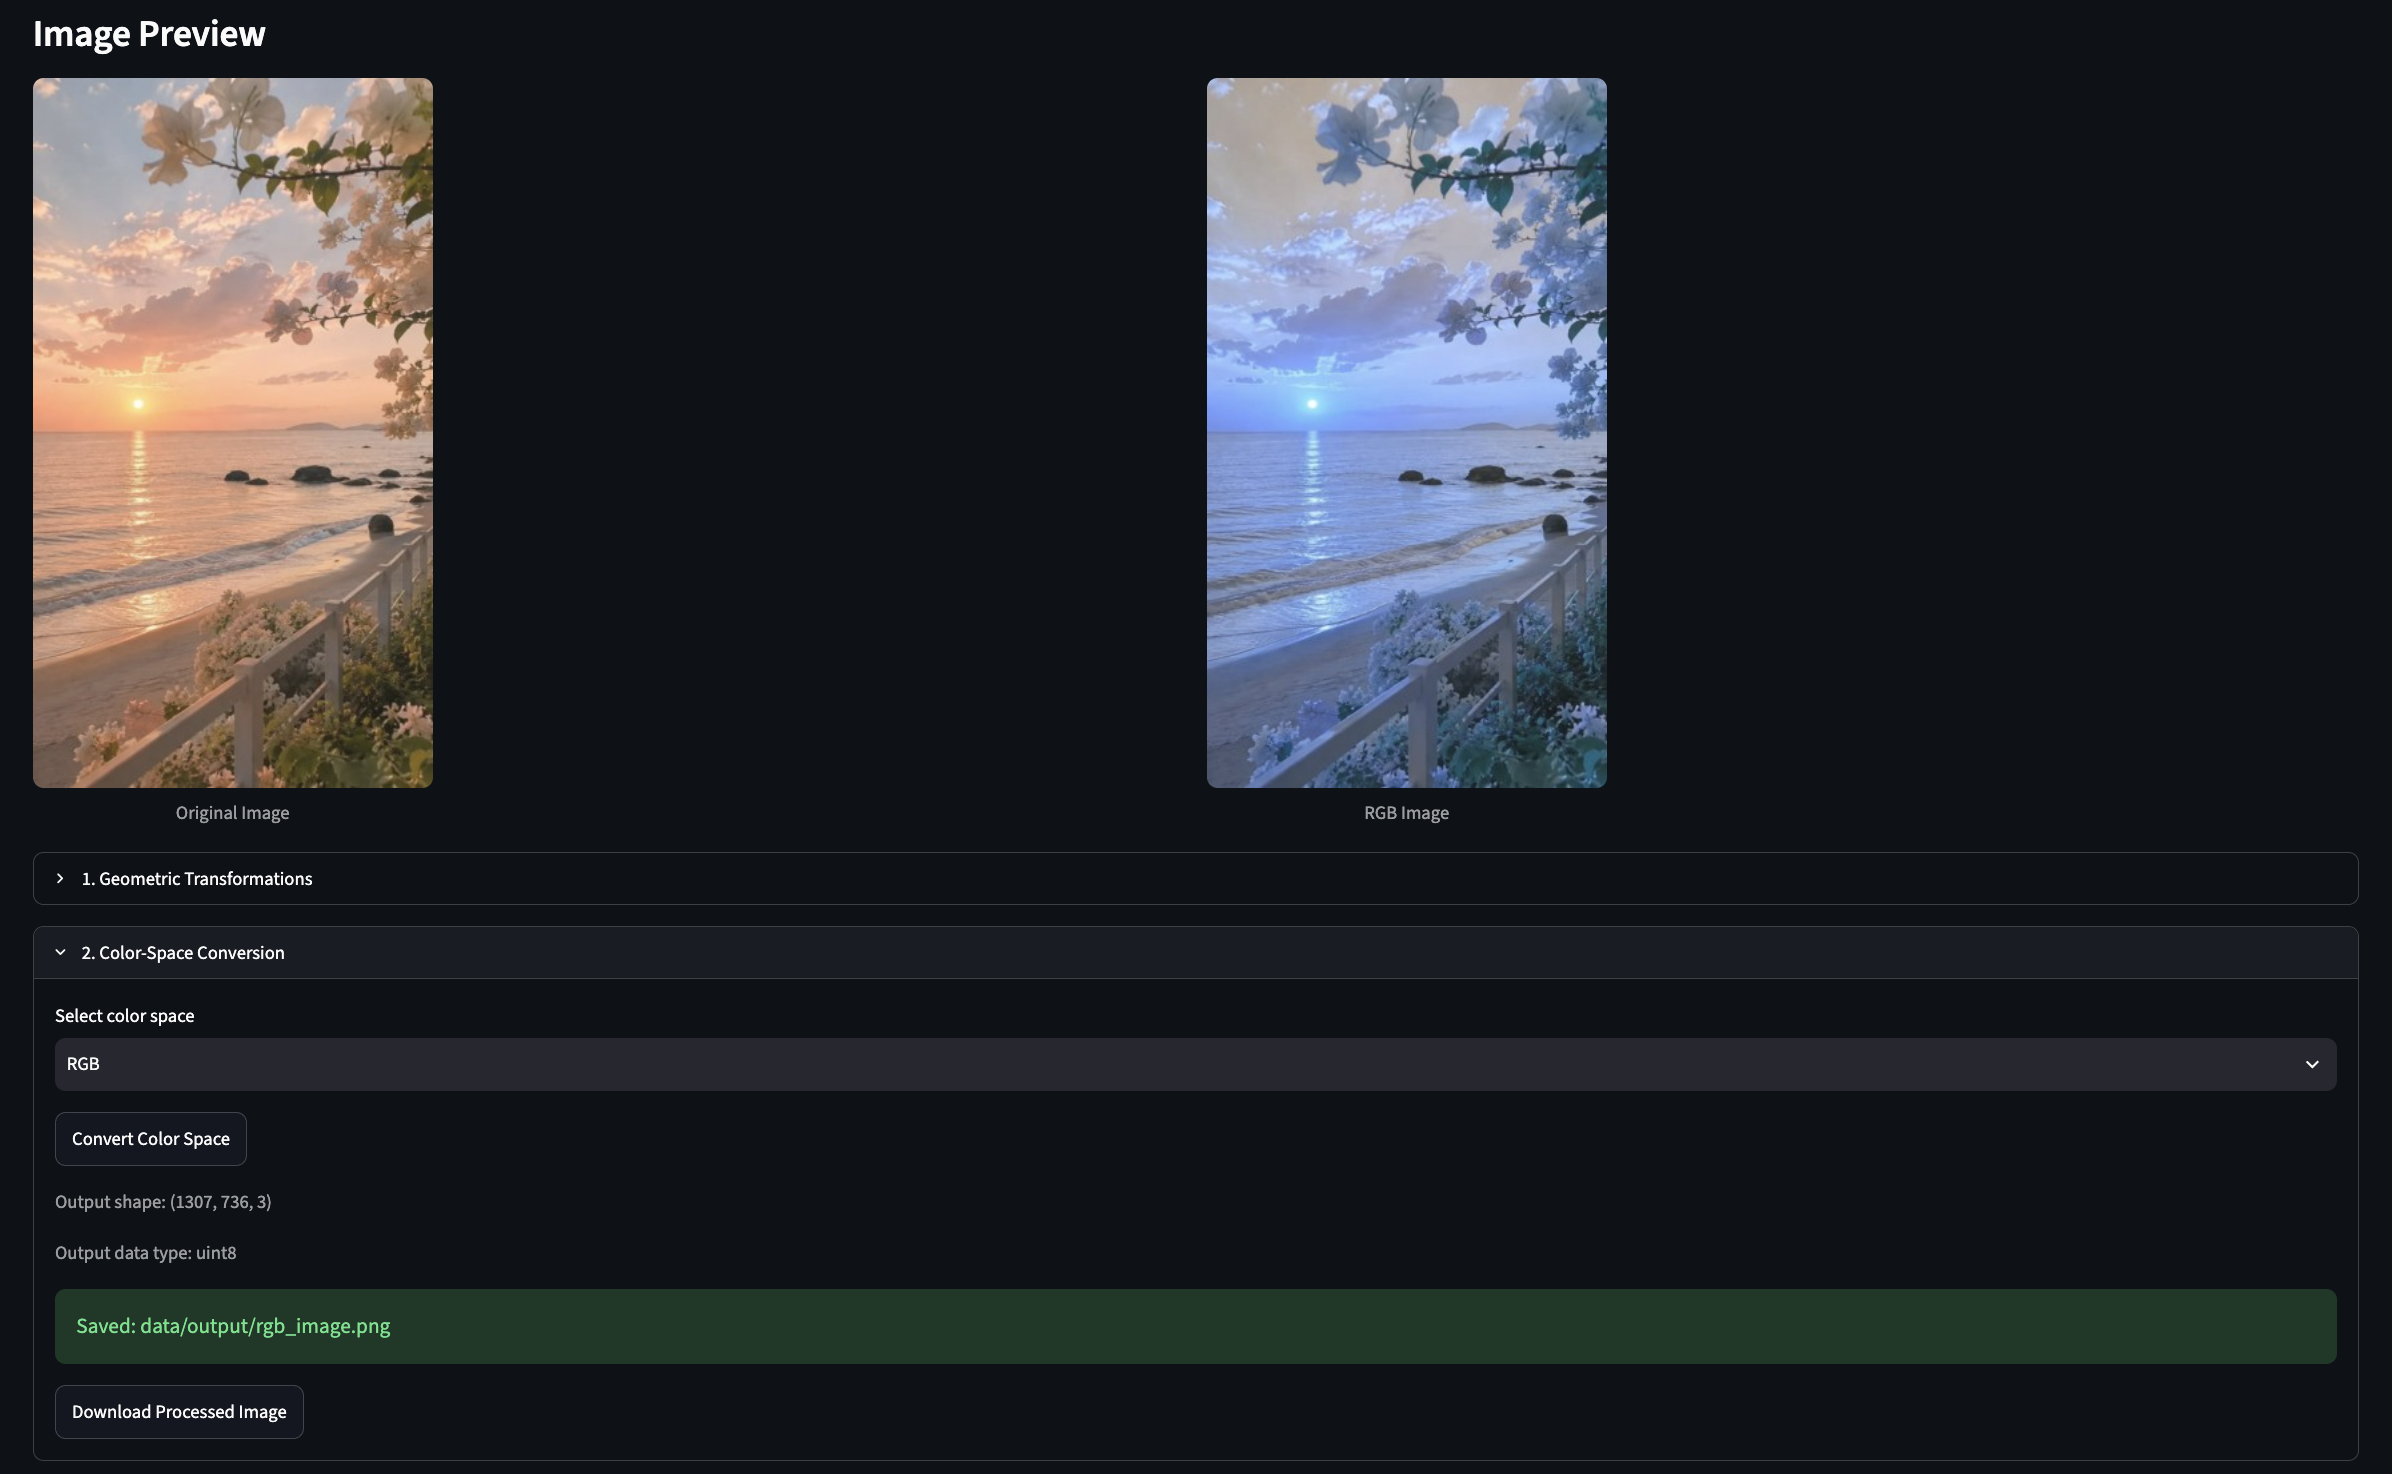 Image Preview
Original Image
RGB Image
1. Geometric Transformations
2. Color-Space Conversion
Select color space
RGB
Convert Color Space
Output shape: (1307, 736, 3)
Output data type: uint8
Saved: data/output/rgb_image.png
Download Processed Image